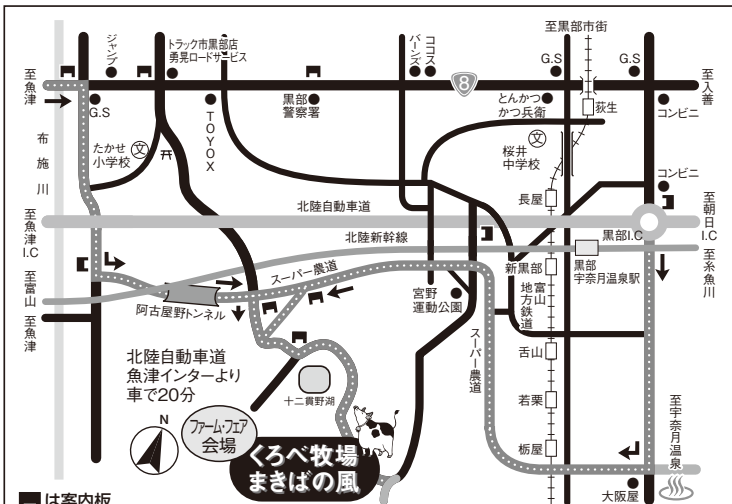 至黒部市街
ジャンプ
トラック市黒部店
勇晃ロードサービス
バーンズ
ココス
G.S
G.S
至魚津
8
至入善
G.S
TOYOX
黒部
警察署
とんかつ
かつ兵衛
荻生
コンビニ
布施川
たかせ
小学校
文
文
桜井
中学校
コンビニ
長屋
至魚津
I.C
北陸自動車道
至朝日
I.C
北陸新幹線
黒部I.C
至富山
スーパー農道
新黒部
黒部
宇奈月温泉駅
至糸魚川
至魚津
阿古屋野トンネル
宮野
運動公園
富山
地方鉄道
スーパー農道
舌山
北陸自動車道
魚津インターより
車で20分
十二貫野湖
若栗
至宇奈月温泉
N
ファーム・フェア
会場
くろべ牧場
まきばの風
栃屋
大阪屋
は案内板